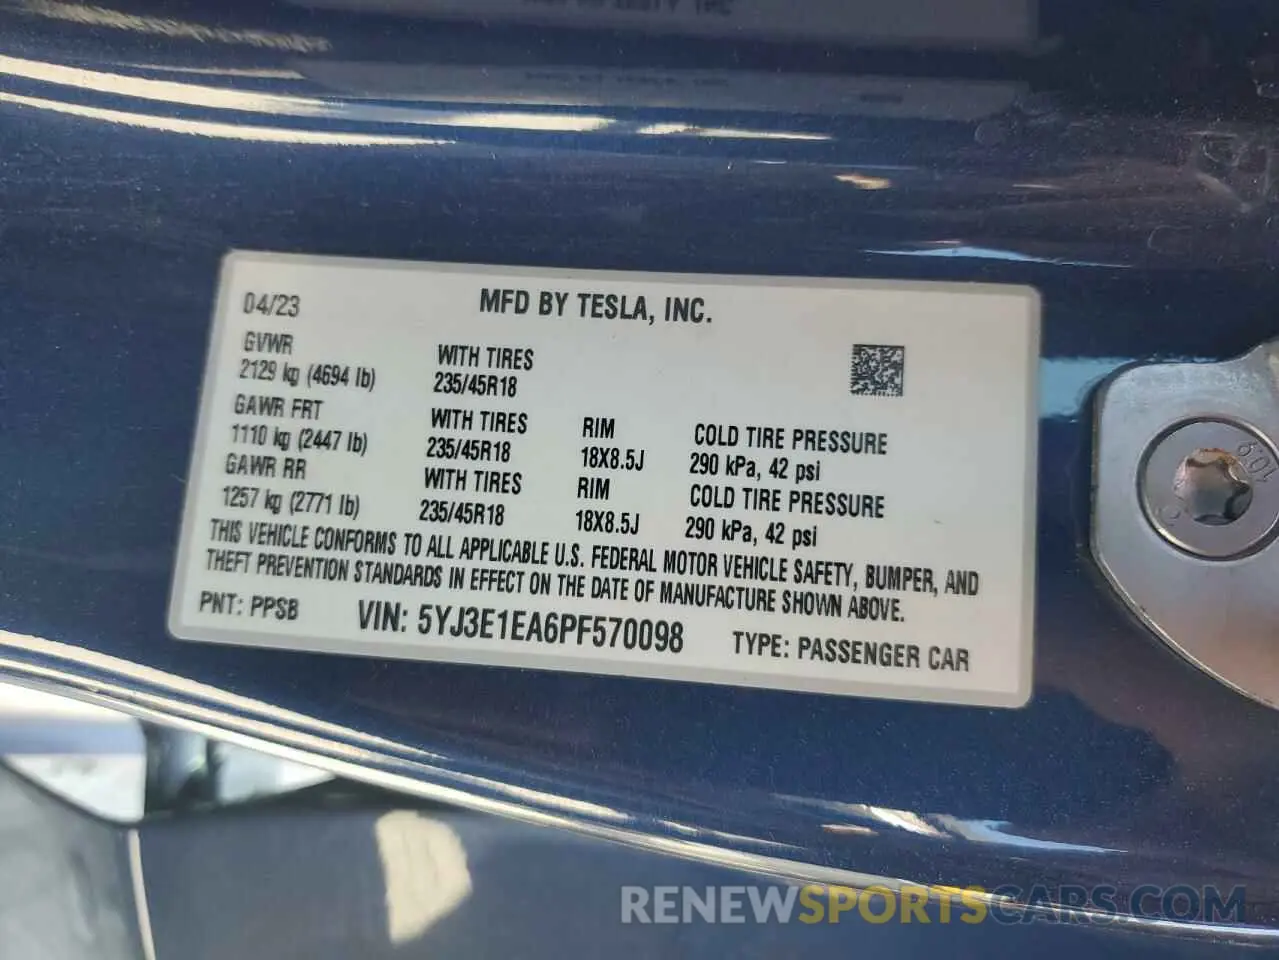 04/23
MFD BY TESLA, INC.
GVWR
2129 kg (4694 lb)
WITH TIRES
235/45R18
GAWR FRT
1110 kg (2447 lb)
WITH TIRES
235/45R18
RIM
18X8.5J
COLD TIRE PRESSURE
290 kPa, 42 psi
GAWR RR
1257 kg (2771 lb)
WITH TIRES
235/45R18
RIM
18X8.5J
COLD TIRE PRESSURE
290 kPa, 42 psi
THIS VEHICLE CONFORMS TO ALL APPLICABLE U.S. FEDERAL MOTOR VEHICLE SAFETY, BUMPER, AND
THEFT PREVENTION STANDARDS IN EFFECT ON THE DATE OF MANUFACTURE SHOWN ABOVE.
PNT: PPSB
VIN: 5YJ3E1EA6PF570098
TYPE: PASSENGER CAR
10.9
RENEWSPORTSCARS.COM